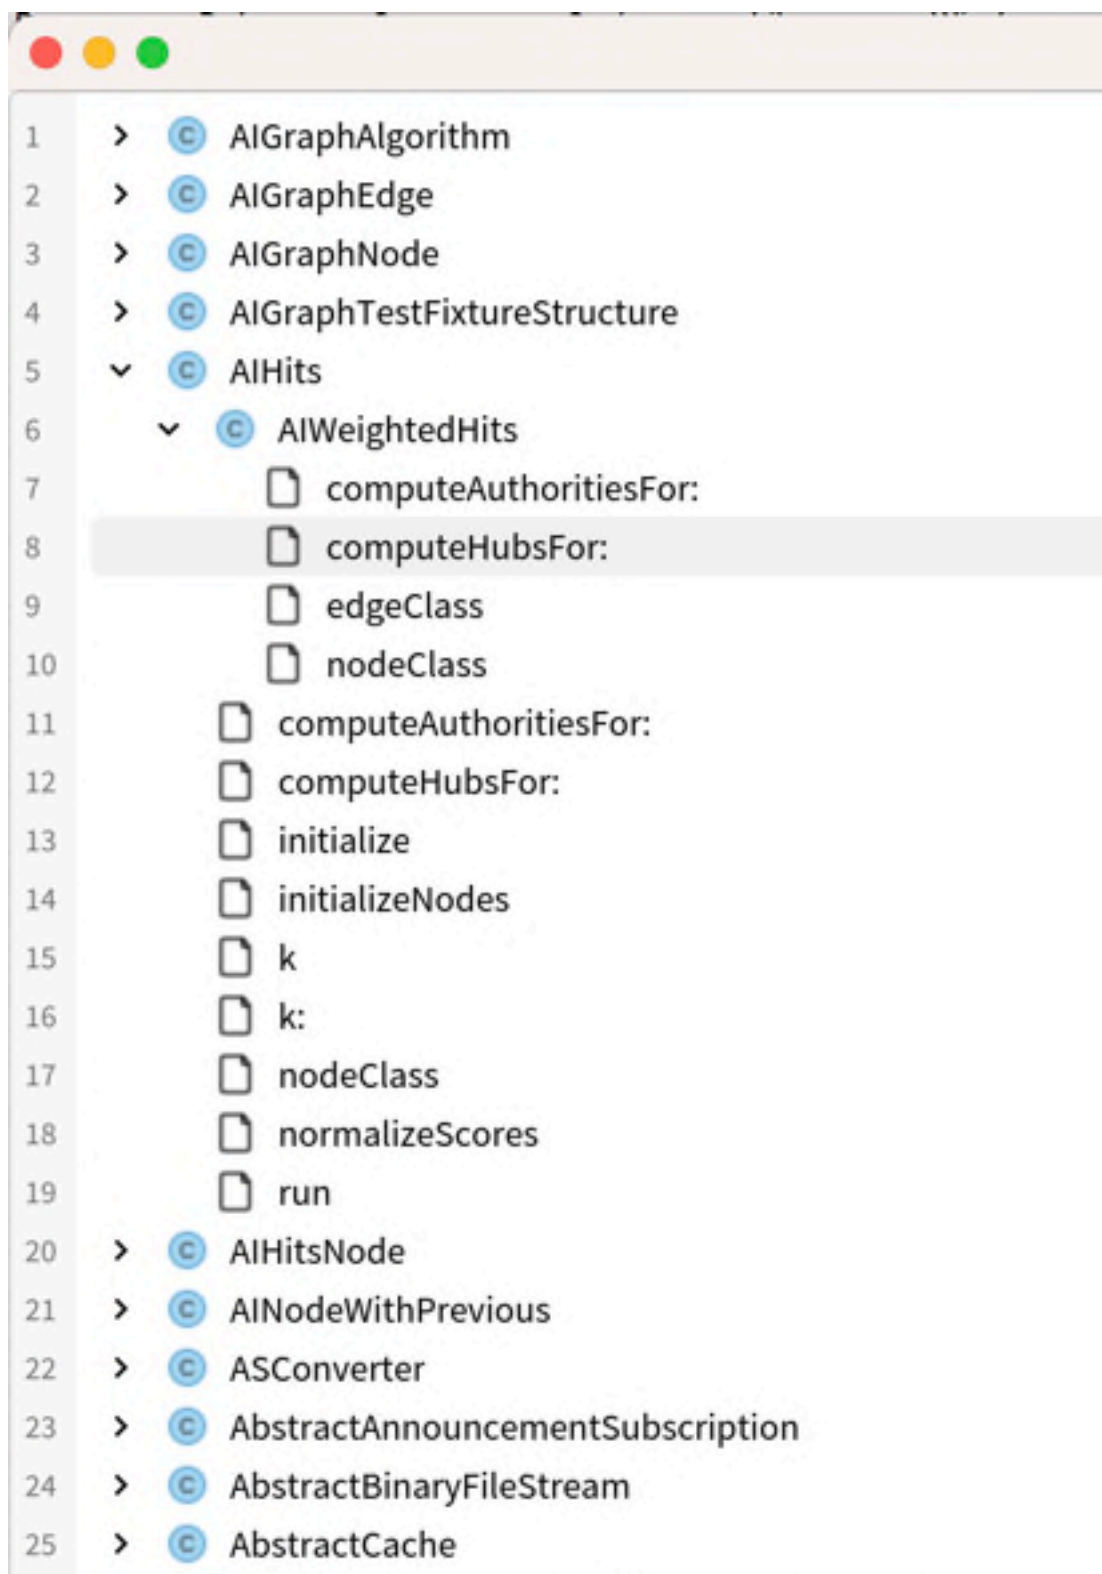 1 > C AIGraphAlgorithm
2 > C AIGraphEdge
3 > C AIGraphNode
4 > C AIGraphTestFixtureStructure
5 C AIHits
6 C AIWeightedHits
7 computeAuthoritiesFor:
8 computeHubsFor:
9 edgeClass
10 nodeClass
11 computeAuthoritiesFor:
12 computeHubsFor:
13 initialize
14 initializeNodes
15 k
16 k:
17 nodeClass
18 normalizeScores
19 run
20 > C AIHitsNode
21 > C AINodeWithPrevious
22 > C ASConverter
23 > C AbstractAnnouncementSubscription
24 > C AbstractBinaryFileStream
25 > C AbstractCache